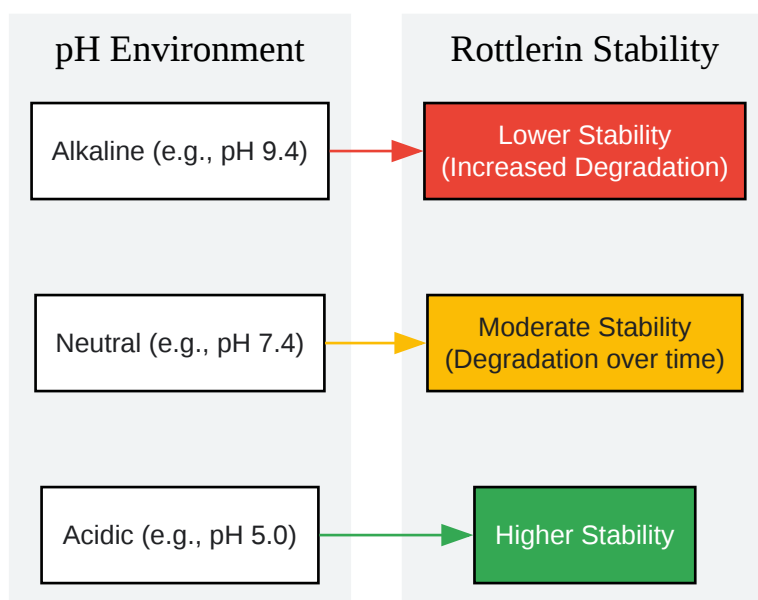 pH Environment
Rottlerin Stability
Alkaline (e.g., pH 9.4)
Lower Stability
(Increased Degradation)
Neutral (e.g., pH 7.4)
Moderate Stability
(Degradation over time)
Acidic (e.g., pH 5.0)
Higher Stability